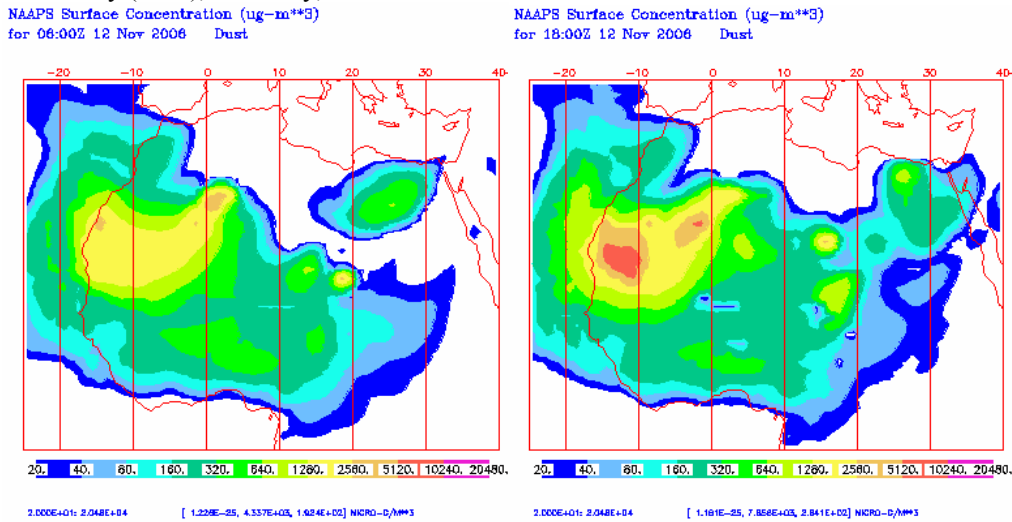 NAAPS Surface Concentration (ug-m**3)
for 06:00Z 12 Nov 2006 Dust
-20 -10 0 10 20 30 40
20. 40. 80. 160. 320. 640. 1280. 2560. 5120. 10240. 20480.
2.000E+01: 2.048E+04 [ 1.226E-25, 4.337E+03, 1.924E+02] MICRO-G/M**3
NAAPS Surface Concentration (ug-m**3)
for 18:00Z 12 Nov 2006 Dust
-20 -10 0 10 20 30 40
20. 40. 80. 160. 320. 640. 1280. 2560. 5120. 10240. 20480.
2.000E+01: 2.048E+04 [ 1.181E-25, 7.858E+03, 2.841E+02] MICRO-G/M**3